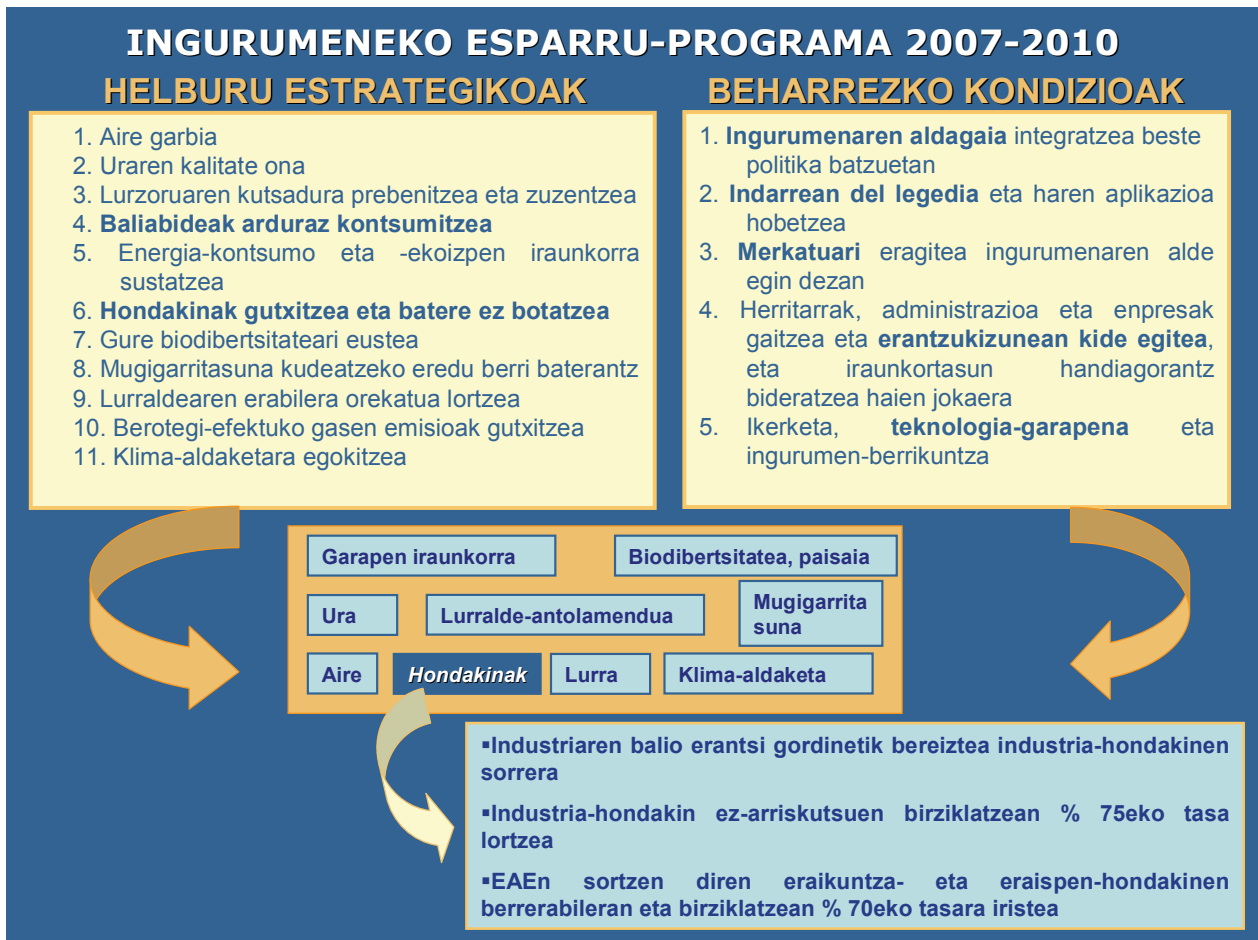 INGURUMENEKO ESPARRU-PROGRAMA 2007-2010
HELBURU ESTRATEGIKOAK
1. Aire garbia
2. Uraren kalitate ona
3. Lurzoruaren kutsadura prebenitzea eta zuzentzea
4. Baliabideak arduraz kontsumitzea
5. Energia-kontsumo eta -ekoizpen iraunkorra
sustatzea
6. Hondakinak gutxitzea eta batere ez botatzea
7. Gure biodibertsitateari eustea
8. Mugigarritasuna kudeatzeko eredu berri baterantz
9. Lurraldearen erabilera orekatua lortzea
10. Berotegi-efektuko gasen emisioak gutxitzea
11. Klima-aldaketara egokitzea
BEHARREZKO KONDIZIOAK
1. Ingurumenaren aldagaia integratzea beste
politika batzuetan
2. Indarrean del legedia eta haren aplikazioa
hobetzea
3. Merkatuari eragitea ingurumenaren alde
egin dezan
4. Herritarrak, administrazioa eta enpresak
gaitzea eta erantzukizunean kide egitea,
eta iraunkortasun handiagorantz
bideratzea haien jokaera
5. Ikerketa, teknologia-garapena eta
ingurumen-berrikuntza
Garapen iraunkorra
Biodibertsitatea, paisaia
Ura
Lurralde-antolamendua
Mugigarrita
suna
Aire
Hondakinak
Lurra
Klima-aldaketa
▪Industriaren balio erantsi gordinetik bereiztea industria-hondakinen
sorrera
▪Industria-hondakin ez-arriskutsuen birziklatzean % 75eko tasa
lortzea
▪EAEn sortzen diren eraikuntza- eta eraispen-hondakinen
berrerabileran eta birziklatzean % 70eko tasara iristea